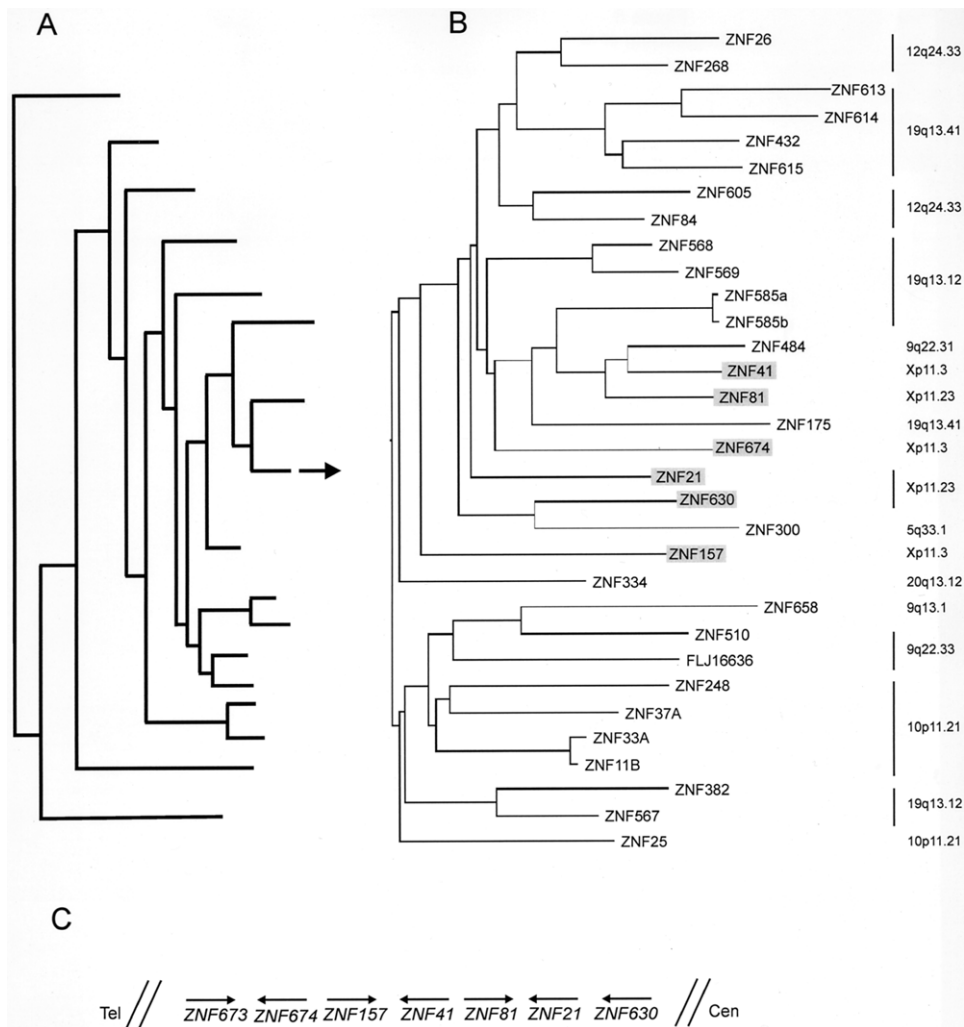 A
B
ZNF26
ZNF268
12q24.33
ZNF613
ZNF614
ZNF432
ZNF615
19q13.41
ZNF605
ZNF84
12q24.33
ZNF568
ZNF569
ZNF585a
ZNF585b
19q13.12
ZNF484 9q22.31
ZNF41 Xp11.3
ZNF81 Xp11.23
ZNF175 19q13.41
ZNF674 Xp11.3
ZNF21
ZNF630
Xp11.23
ZNF300 5q33.1
ZNF157 Xp11.3
ZNF334 20q13.12
ZNF658 9q13.1
ZNF510
FLJ16636
9q22.33
ZNF248
ZNF37A
ZNF33A
ZNF11B
10p11.21
ZNF382
ZNF567
19q13.12
ZNF25 10p11.21
C
Tel ZNF673 ZNF674 ZNF157 ZNF41 ZNF81 ZNF21 ZNF630 Cen